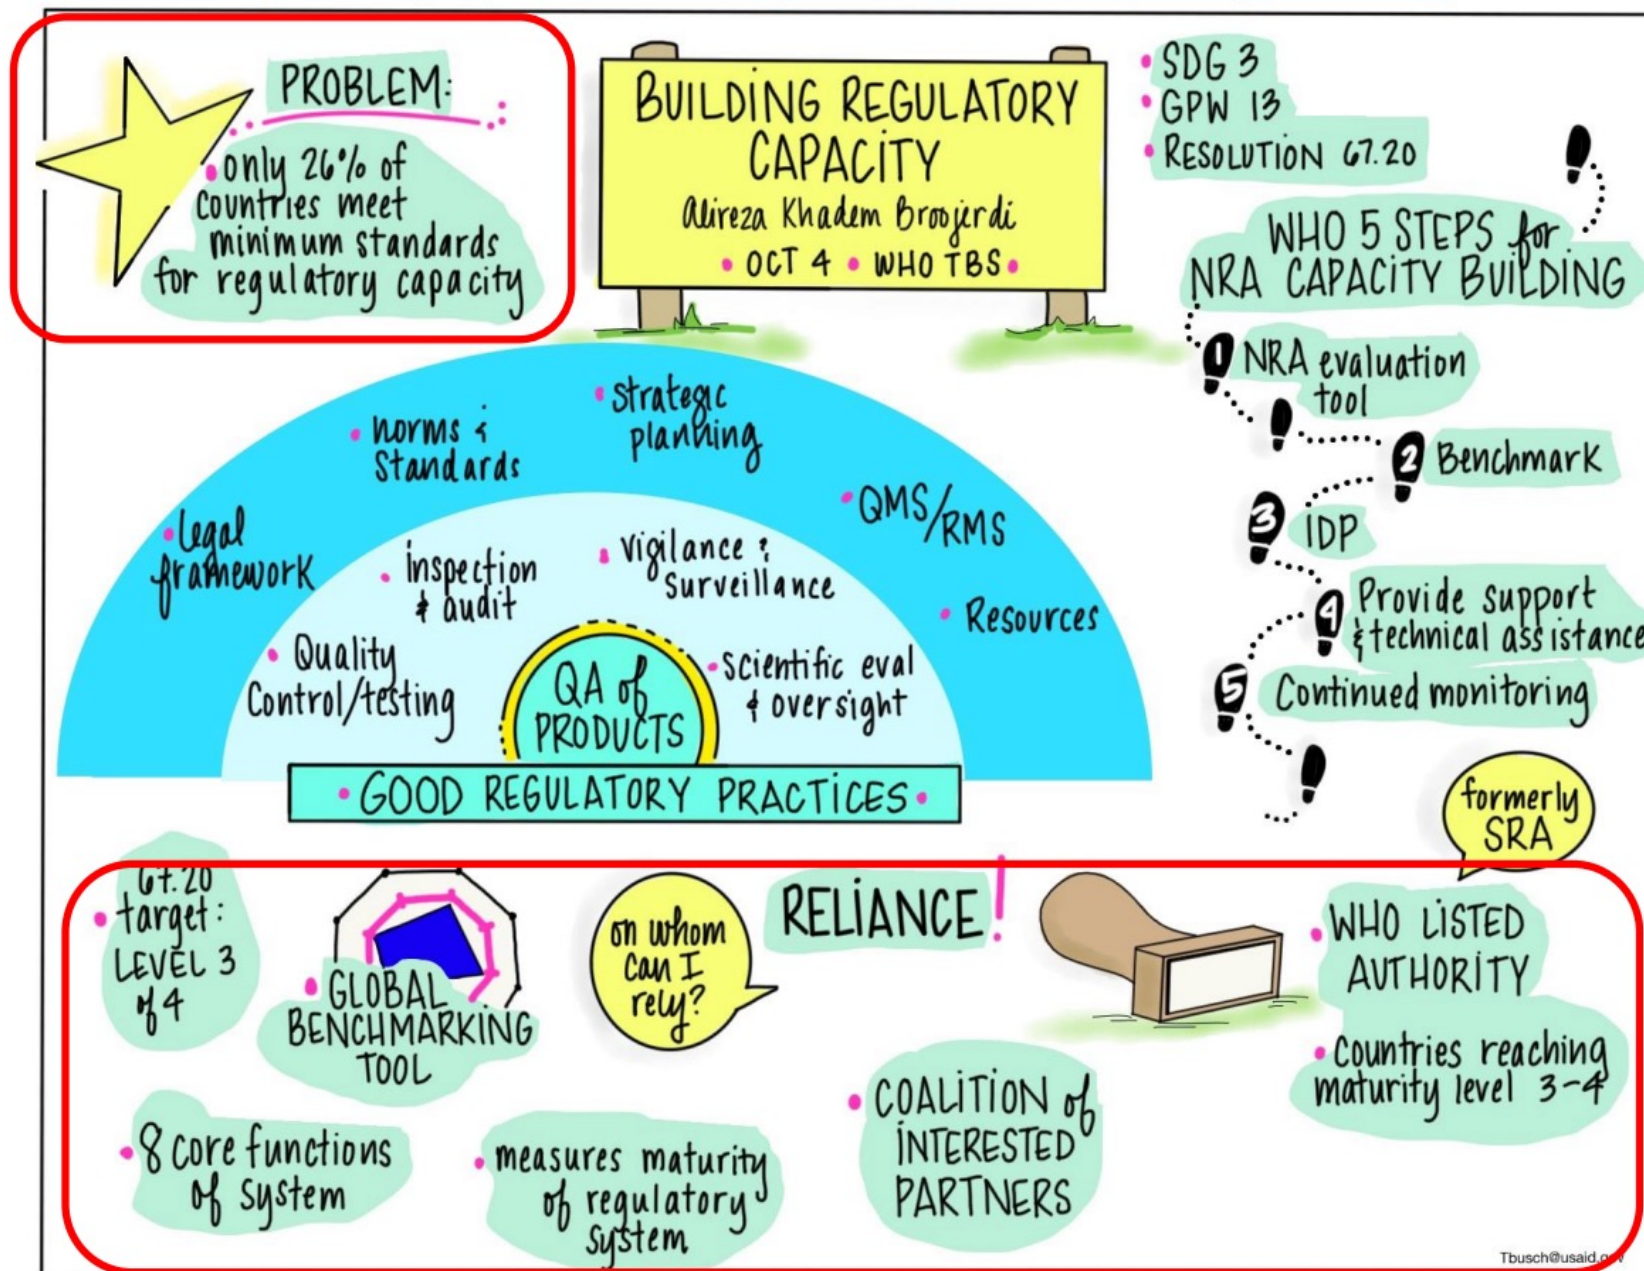 PROBLEM:
• only 26% of
countries meet
minimum standards
for regulatory capacity
BUILDING REGULATORY
CAPACITY
Alireza Khadem Broojerdi
• OCT 4 • WHO TBS •
• SDG 3
• GPW 13
• RESOLUTION 67.20
WHO 5 STEPS for
NRA CAPACITY BUILDING
1 NRA evaluation
tool
2 Benchmark
3 IDP
4 Provide support
& technical assistance
5 Continued monitoring
• Legal
framework
• norms &
Standards
• Strategic
planning
• QMS/
RMS
• Resources
• Quality
Control/testing
• Inspection
& audit
• Vigilance &
Surveillance
• Scientific eval
& oversight
QA of
PRODUCTS
• GOOD REGULATORY PRACTICES •
67.20
• target:
LEVEL 3
of 4
• GLOBAL
BENCHMARKING
TOOL
• 8 core functions
of system
• measures maturity
of regulatory
system
on whom
can I
rely?
RELIANCE!
• COALITION of
INTERESTED
PARTNERS
formerly
SRA
• WHO LISTED
AUTHORITY
• Countries reaching
maturity level 3-4
Tbusch@usaid.gov